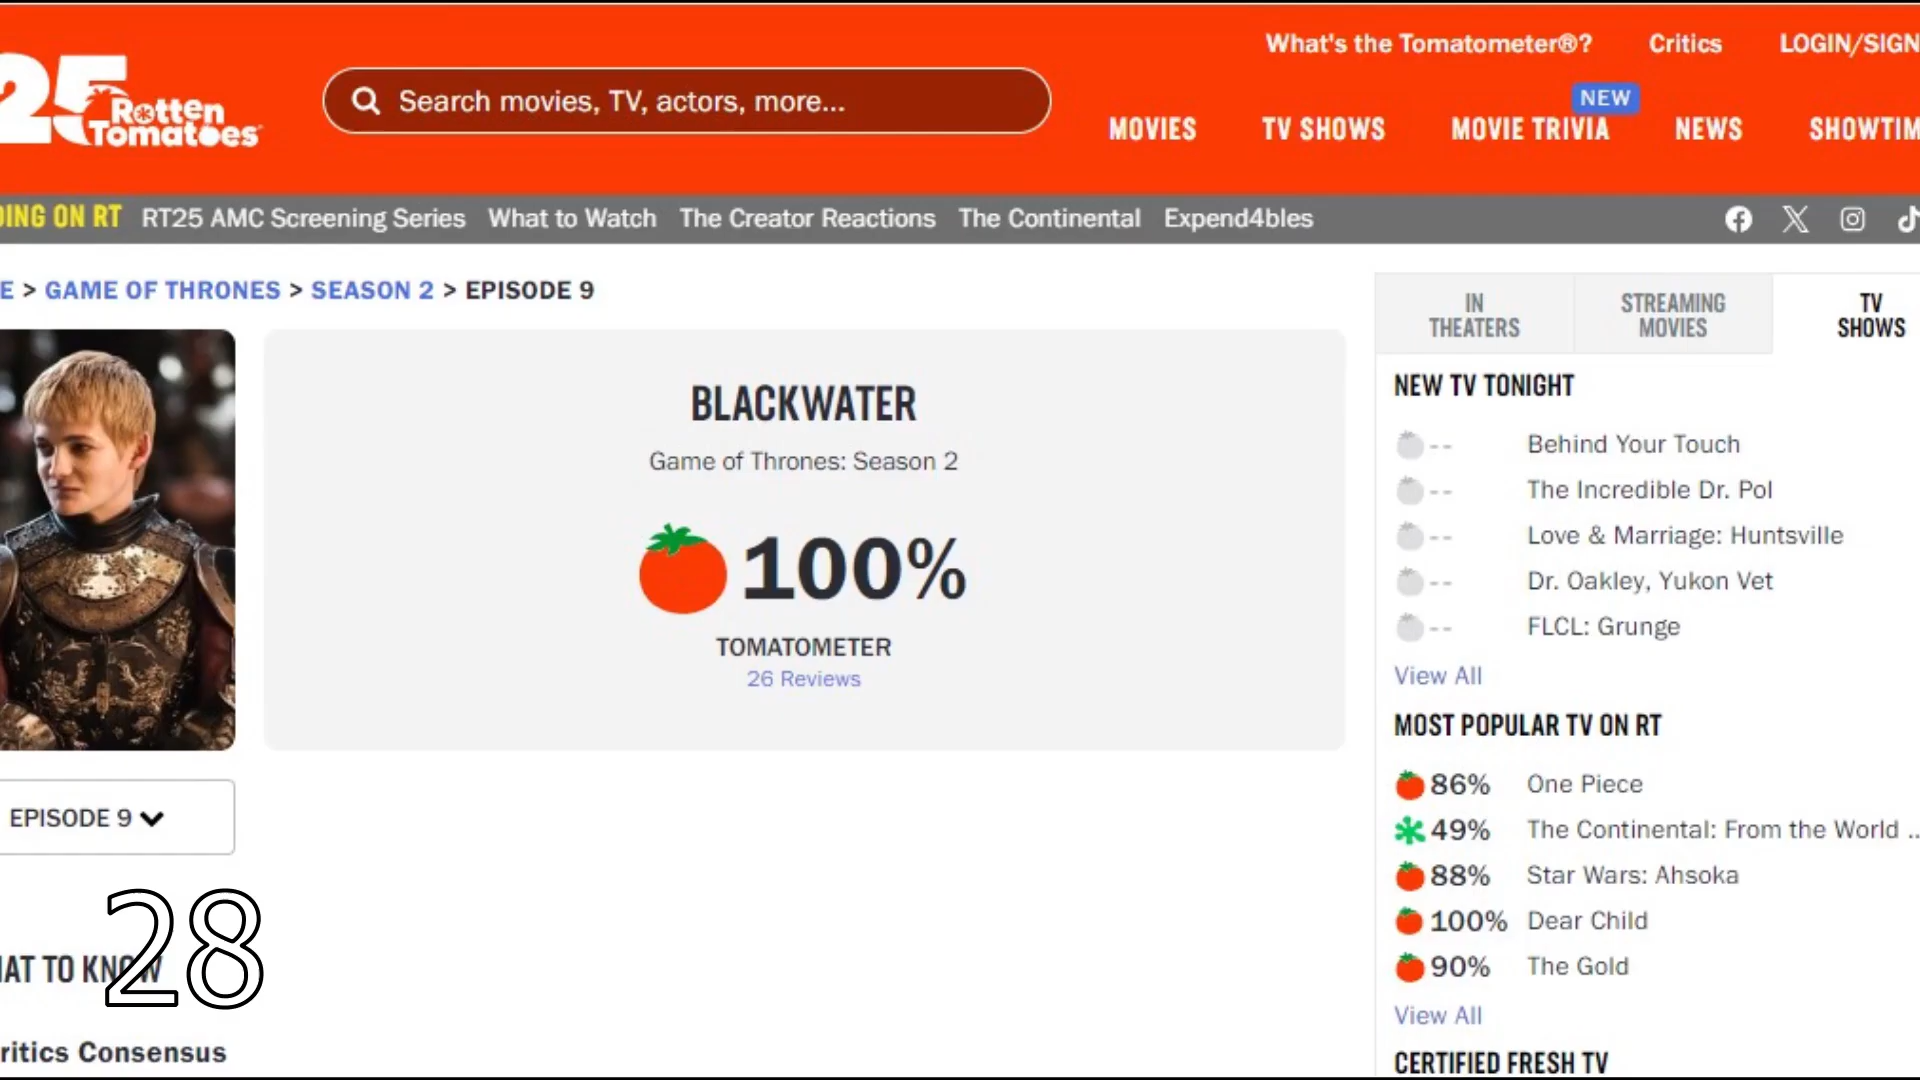 What's the Tomatometer®?
Critics
LOGIN/SIGN
25
Rotten
Tomatoes
Search movies, TV, actors, more...
NEW
MOVIES
TV SHOWS
MOVIE TRIVIA
NEWS
SHOWTIM
DING ON RT
RT25 AMC Screening Series
What to Watch
The Creator Reactions
The Continental
Expend4bles
E > GAME OF THRONES > SEASON 2 > EPISODE 9
BLACKWATER
Game of Thrones: Season 2
100%
TOMATOMETER
26 Reviews
EPISODE 9
28
HAT TO KNOW
ritics Consensus
IN
THEATERS
STREAMING
MOVIES
TV
SHOWS
NEW TV TONIGHT
-- Behind Your Touch
-- The Incredible Dr. Pol
-- Love & Marriage: Huntsville
-- Dr. Oakley, Yukon Vet
-- FLCL: Grunge
View All
MOST POPULAR TV ON RT
86% One Piece
49% The Continental: From the World ..
88% Star Wars: Ahsoka
100% Dear Child
90% The Gold
View All
CERTIFIED FRESH TV